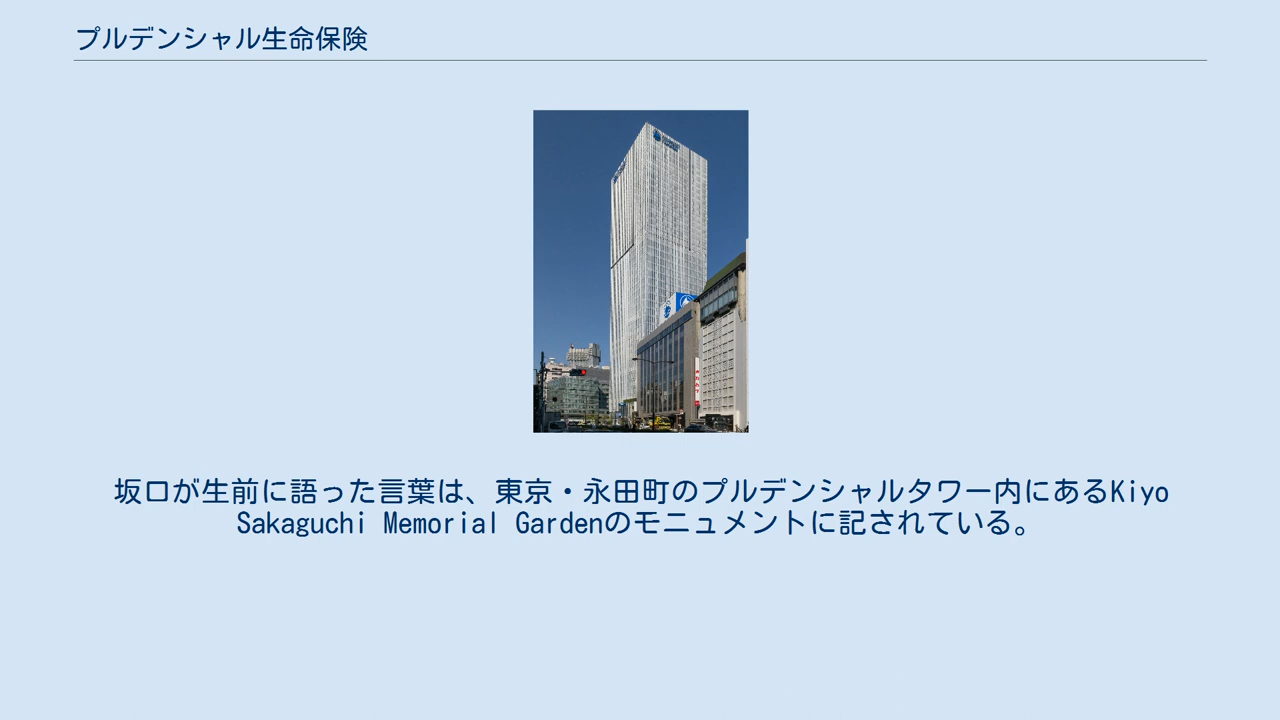 プルデンシャル生命保険
坂口が生前に語った言葉は、東京・永田町のプルデンシャルタワー内にあるKiyo
Sakaguchi Memorial Gardenのモニュメントに記されている。